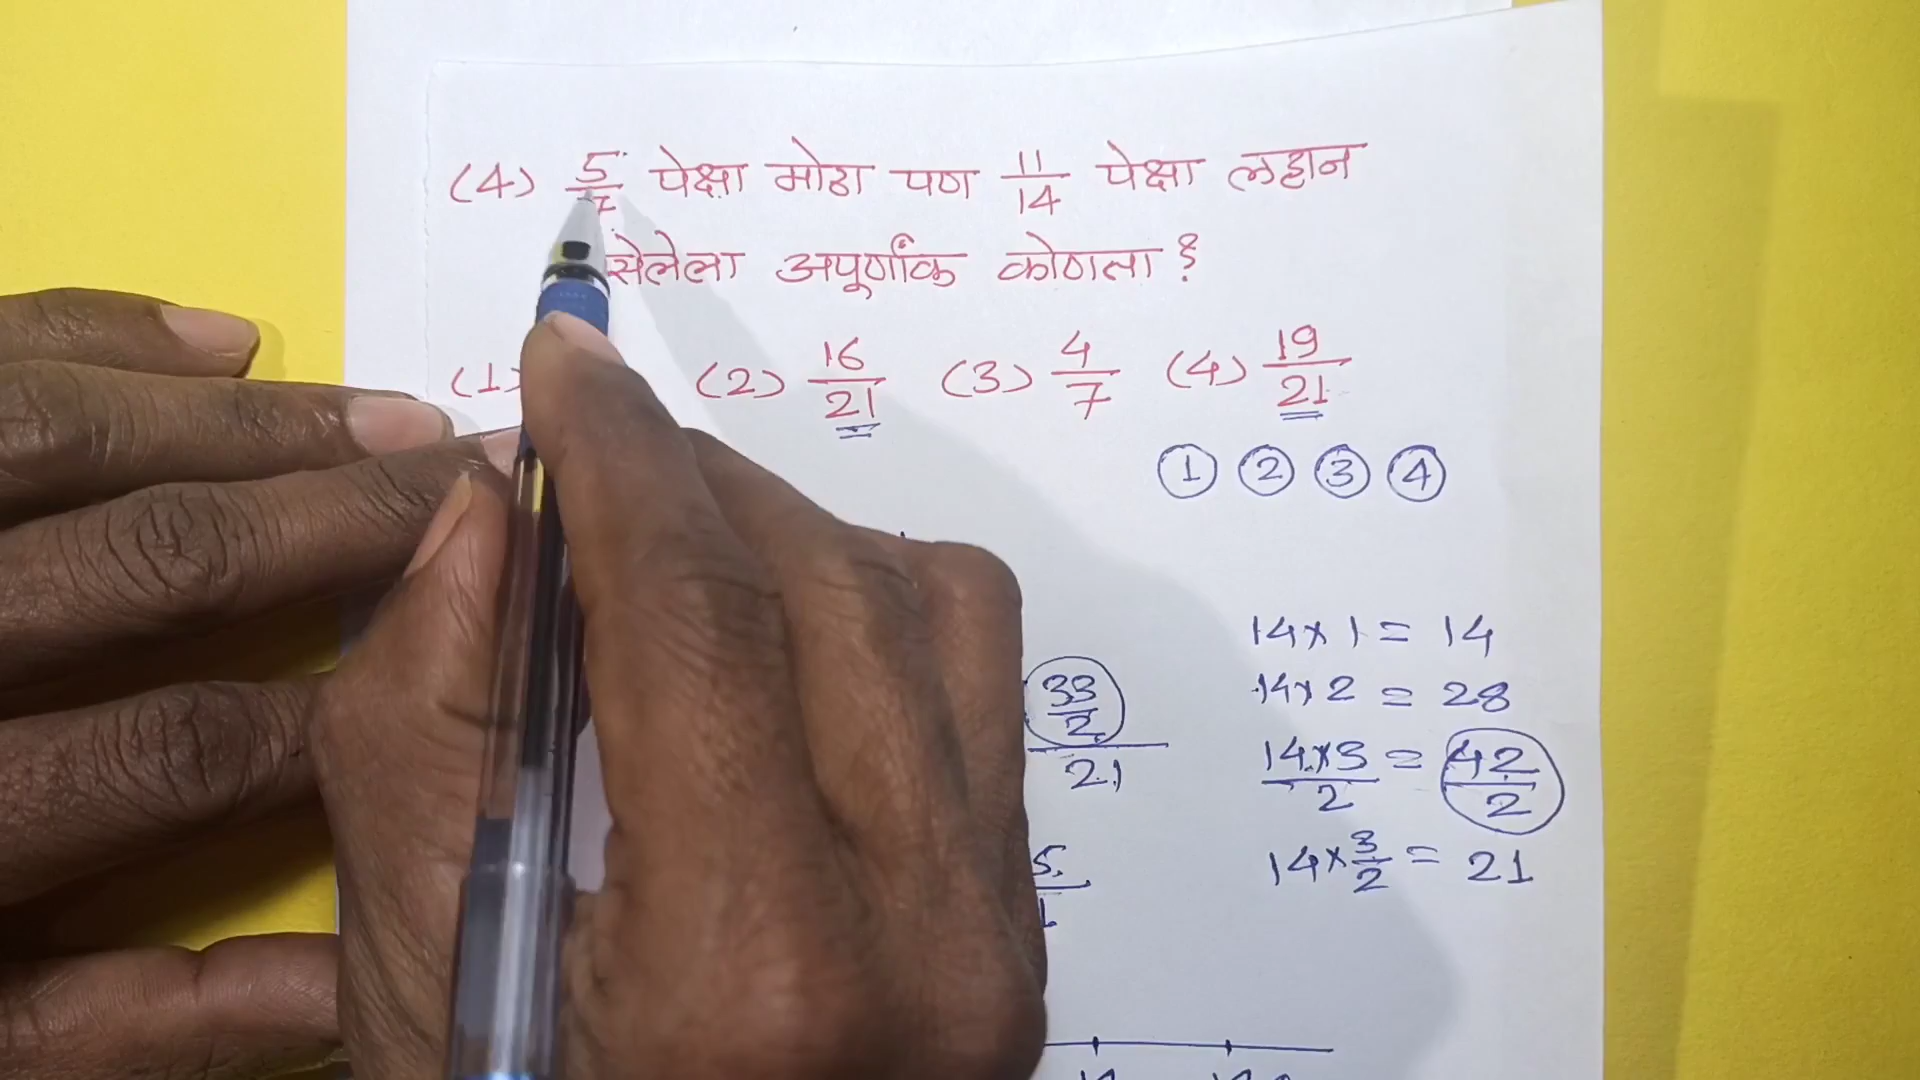 (4) 5/7 पेक्षा मोठा पण 11/14 पेक्षा लहान
सेलेला अपूर्णांक कोणता ?
(1) (2) 16/21 (3) 4/7 (4) 19/21
① ② ③ ④
14 × 1 = 14
14 × 2 = 28
33/2 / 21
14 × 3 / 2 = 42/2
14 × 3/2 = 21